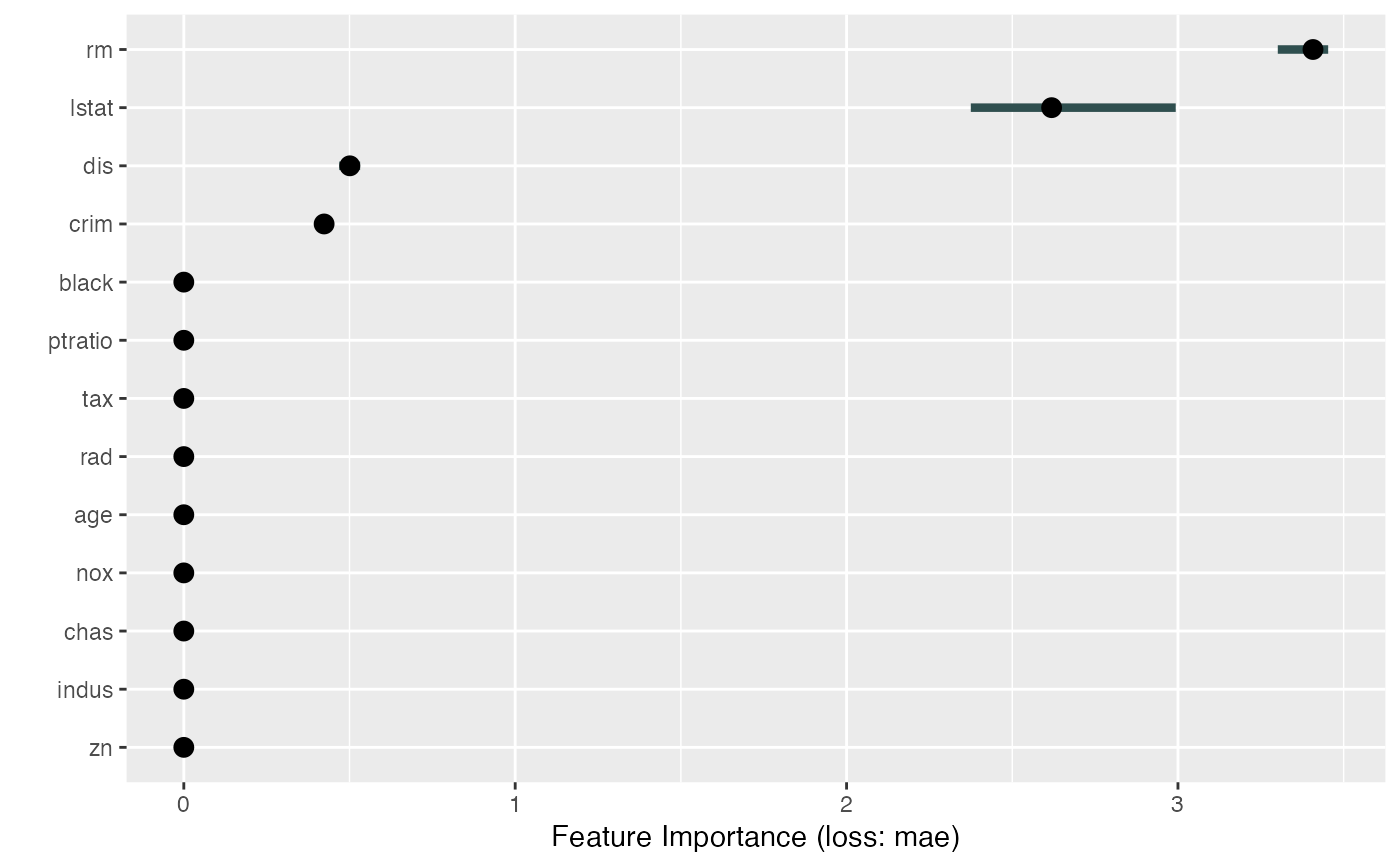 rm
lstat
dis
crim
black
ptratio
tax
rad
age
nox
chas
indus
zn
0 1 2 3
Feature Importance (loss: mae)